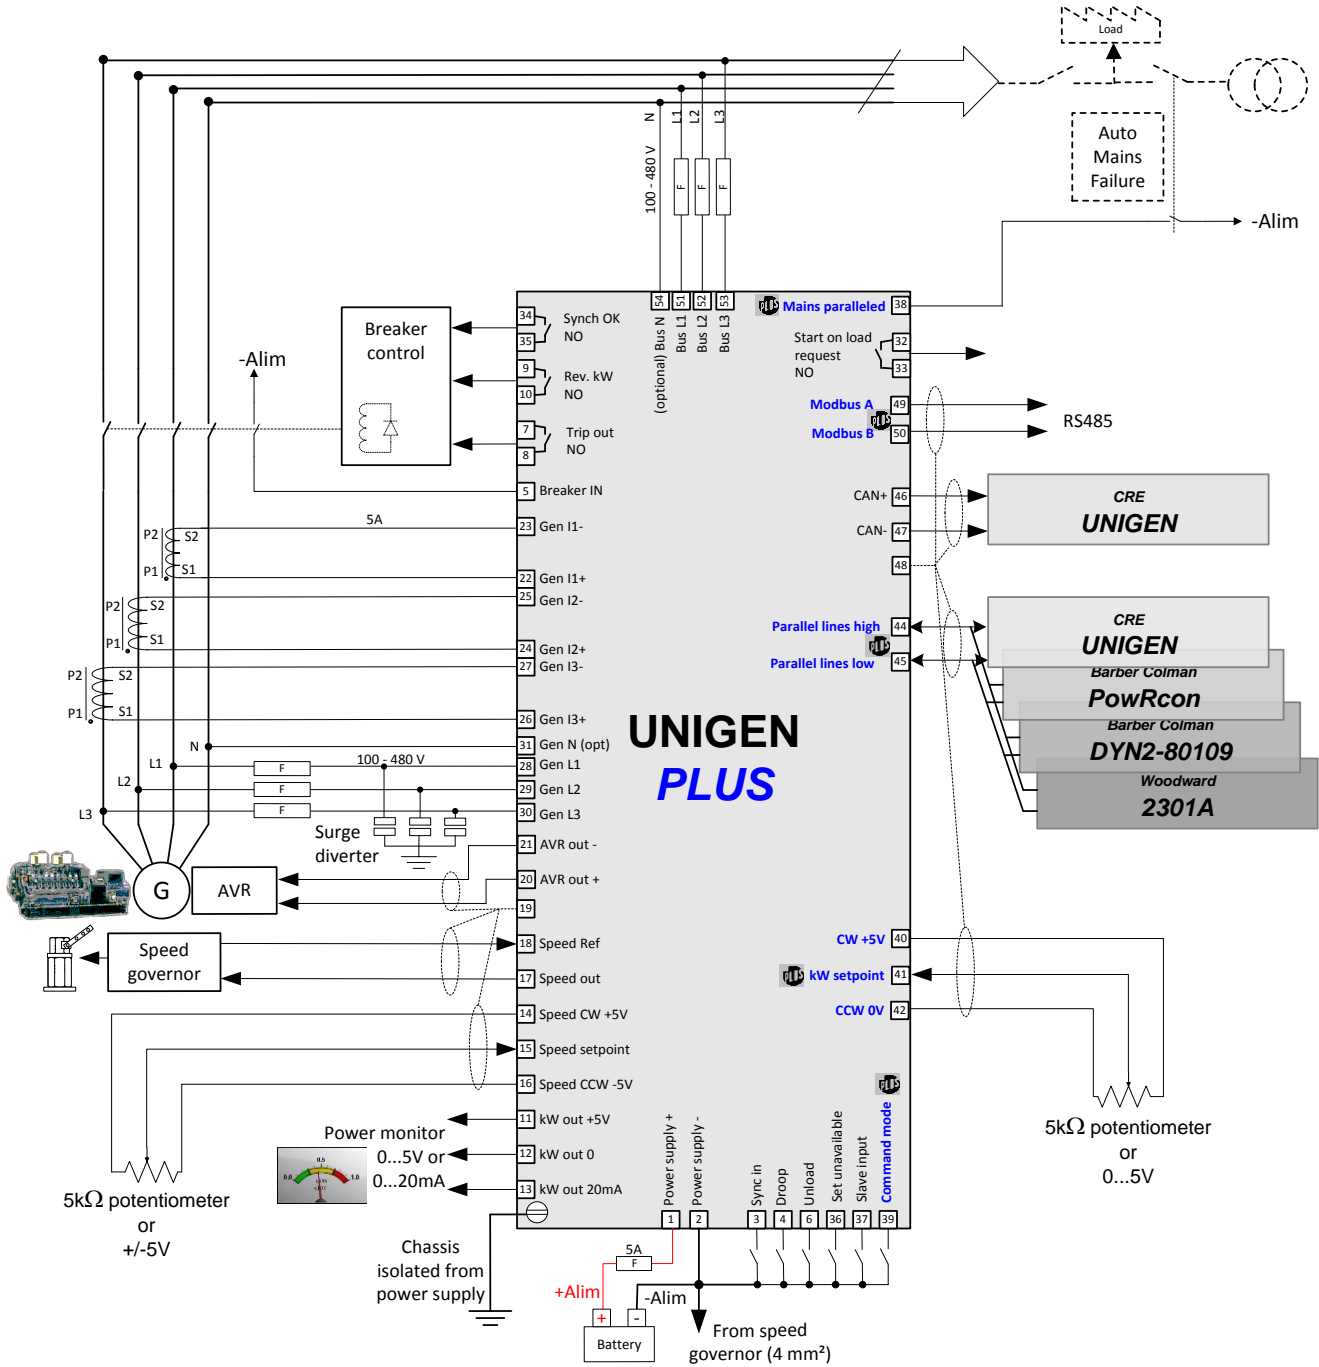 Load
Auto
Mains
Failure
-Alim
N
L1
L2
L3
100 - 480 V
F
F
F
54
51
52
53
(optional) Bus N
Bus L1
Bus L2
Bus L3
PLUS
Mains paralleled
38
Start on load
request
NO
32
33
Modbus A
49
PLUS
Modbus B
50
RS485
CAN+
46
CAN-
47
48
CRE
UNIGEN
Parallel lines high
44
PLUS
Parallel lines low
45
CRE
UNIGEN
Barber Colman
PowRcon
Barber Colman
DYN2-80109
Woodward
2301A
Breaker
control
-Alim
34
Synch OK
35
NO
9
Rev. kW
10
NO
7
Trip out
8
NO
5
Breaker IN
5A
23
Gen I1-
P2
S2
P1
S1
22
Gen I1+
25
Gen I2-
P2
S2
P1
S1
24
Gen I2+
27
Gen I3-
P2
S2
P1
S1
26
Gen I3+
N
31
Gen N (opt)
L1
F
100 - 480 V
28
Gen L1
L2
F
29
Gen L2
L3
F
30
Gen L3
Surge
diverter
UNIGEN
PLUS
21
AVR out -
20
AVR out +
19
G
AVR
Speed
governor
18
Speed Ref
17
Speed out
14
Speed CW +5V
15
Speed setpoint
16
Speed CCW -5V
11
kW out +5V
12
kW out 0
13
kW out 20mA
Power monitor
0...5V or
0...20mA
0.0
0.5
1.0
5kΩ potentiometer
or
+/-5V
CW +5V
40
PLUS
kW setpoint
41
CCW 0V
42
5kΩ potentiometer
or
0...5V
PLUS
Power supply +
Power supply -
Sync in
Droop
Unload
Set unavailable
Slave input
Command mode
1
2
3
4
6
36
37
39
Chassis
isolated from
power supply
5A
F
+Alim
-Alim
+
-
Battery
From speed
governor (4 mm²)